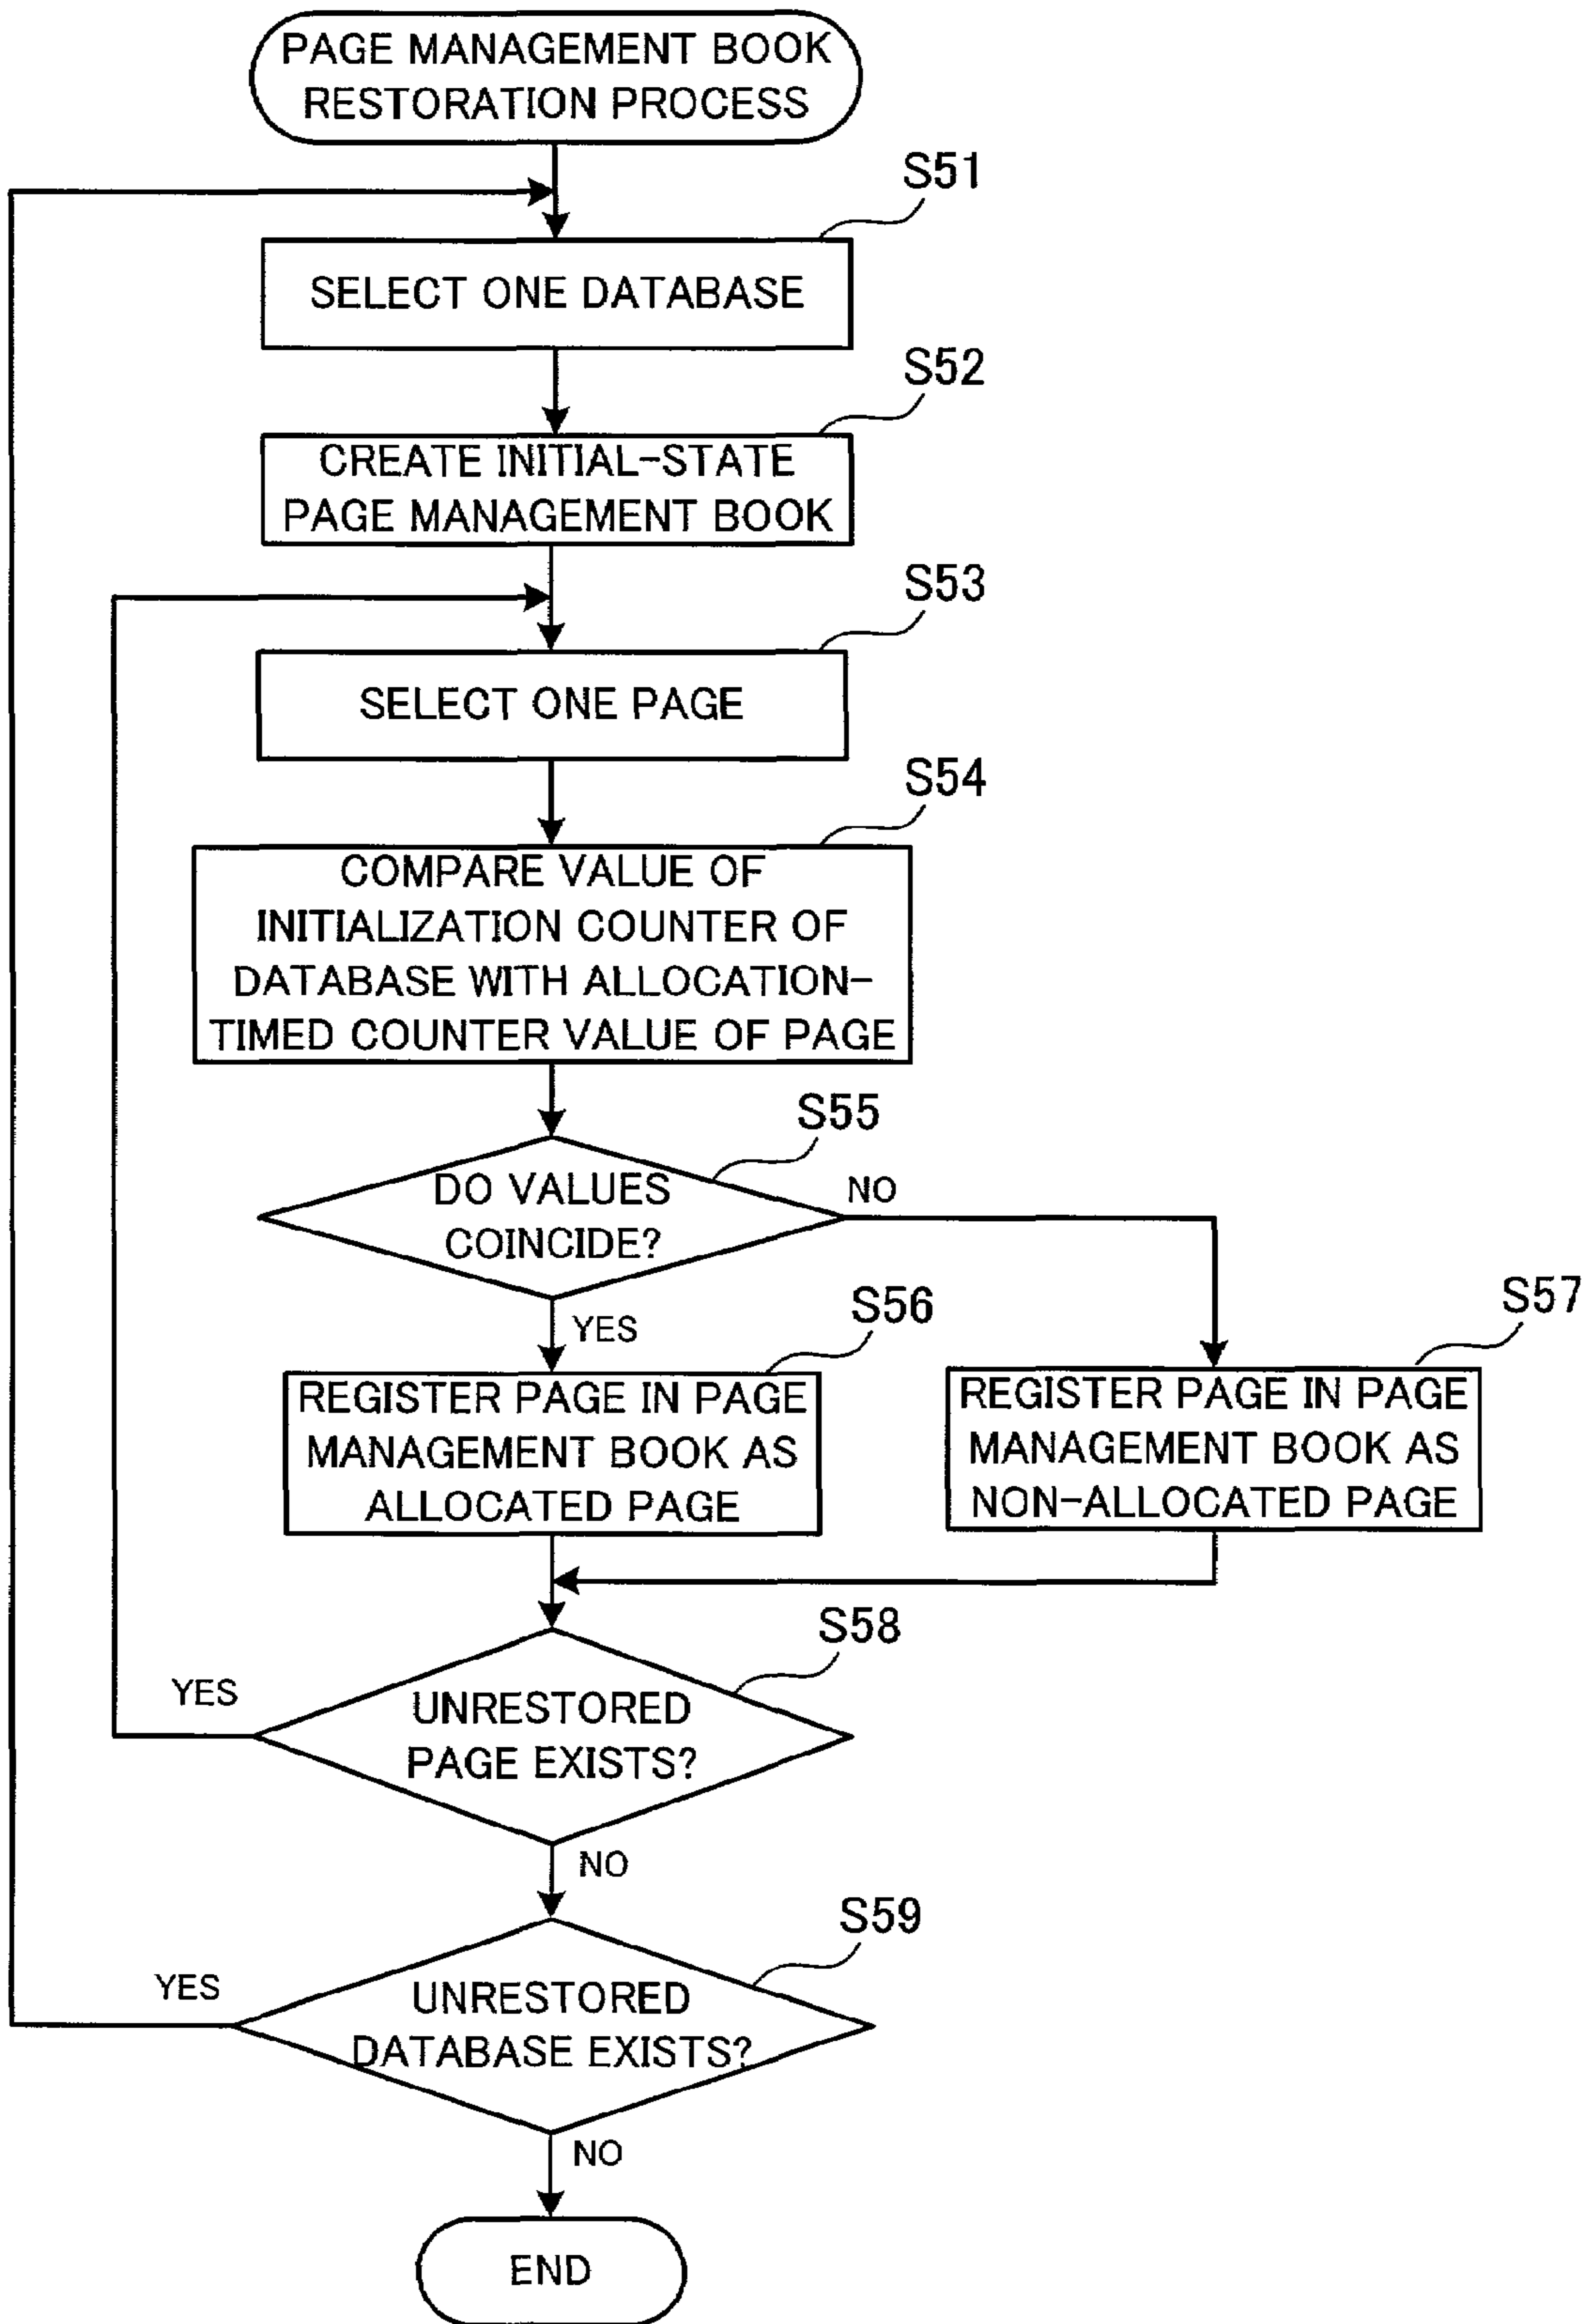 PAGE MANAGEMENT BOOK
RESTORATION PROCESS
S51
SELECT ONE DATABASE
S52
CREATE INITIAL-STATE
PAGE MANAGEMENT BOOK
S53
SELECT ONE PAGE
S54
COMPARE VALUE OF
INITIALIZATION COUNTER OF
DATABASE WITH ALLOCATION-
TIMED COUNTER VALUE OF PAGE
S55
DO VALUES
COINCIDE?
NO
YES
S56
REGISTER PAGE IN PAGE
MANAGEMENT BOOK AS
ALLOCATED PAGE
S57
REGISTER PAGE IN PAGE
MANAGEMENT BOOK AS
NON-ALLOCATED PAGE
S58
UNRESTORED
PAGE EXISTS?
YES
NO
S59
UNRESTORED
DATABASE EXISTS?
YES
NO
END